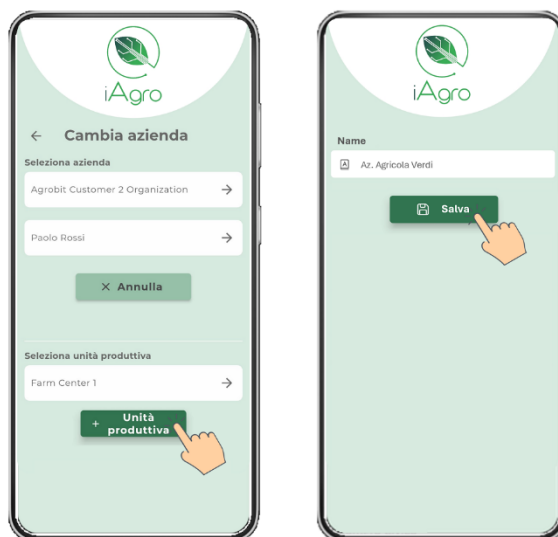 iAgro
← Cambia azienda
Seleziona azienda
Agrobit Customer 2 Organization →
Paolo Rossi →
× Annulla
Seleziona unità produttiva
Farm Center 1 →
+ Unità
produttiva
iAgro
Name
Az. Agricola Verdi
Salva